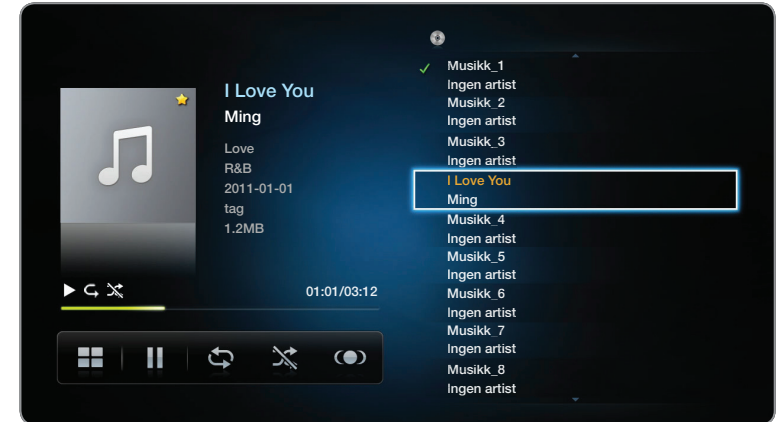 I Love You
Ming
Love
R&B
2011-01-01
tag
1.2MB
01:01/03:12
Musikk_1
Ingen artist
Musikk_2
Ingen artist
Musikk_3
Ingen artist
I Love You
Ming
Musikk_4
Ingen artist
Musikk_5
Ingen artist
Musikk_6
Ingen artist
Musikk_7
Ingen artist
Musikk_8
Ingen artist